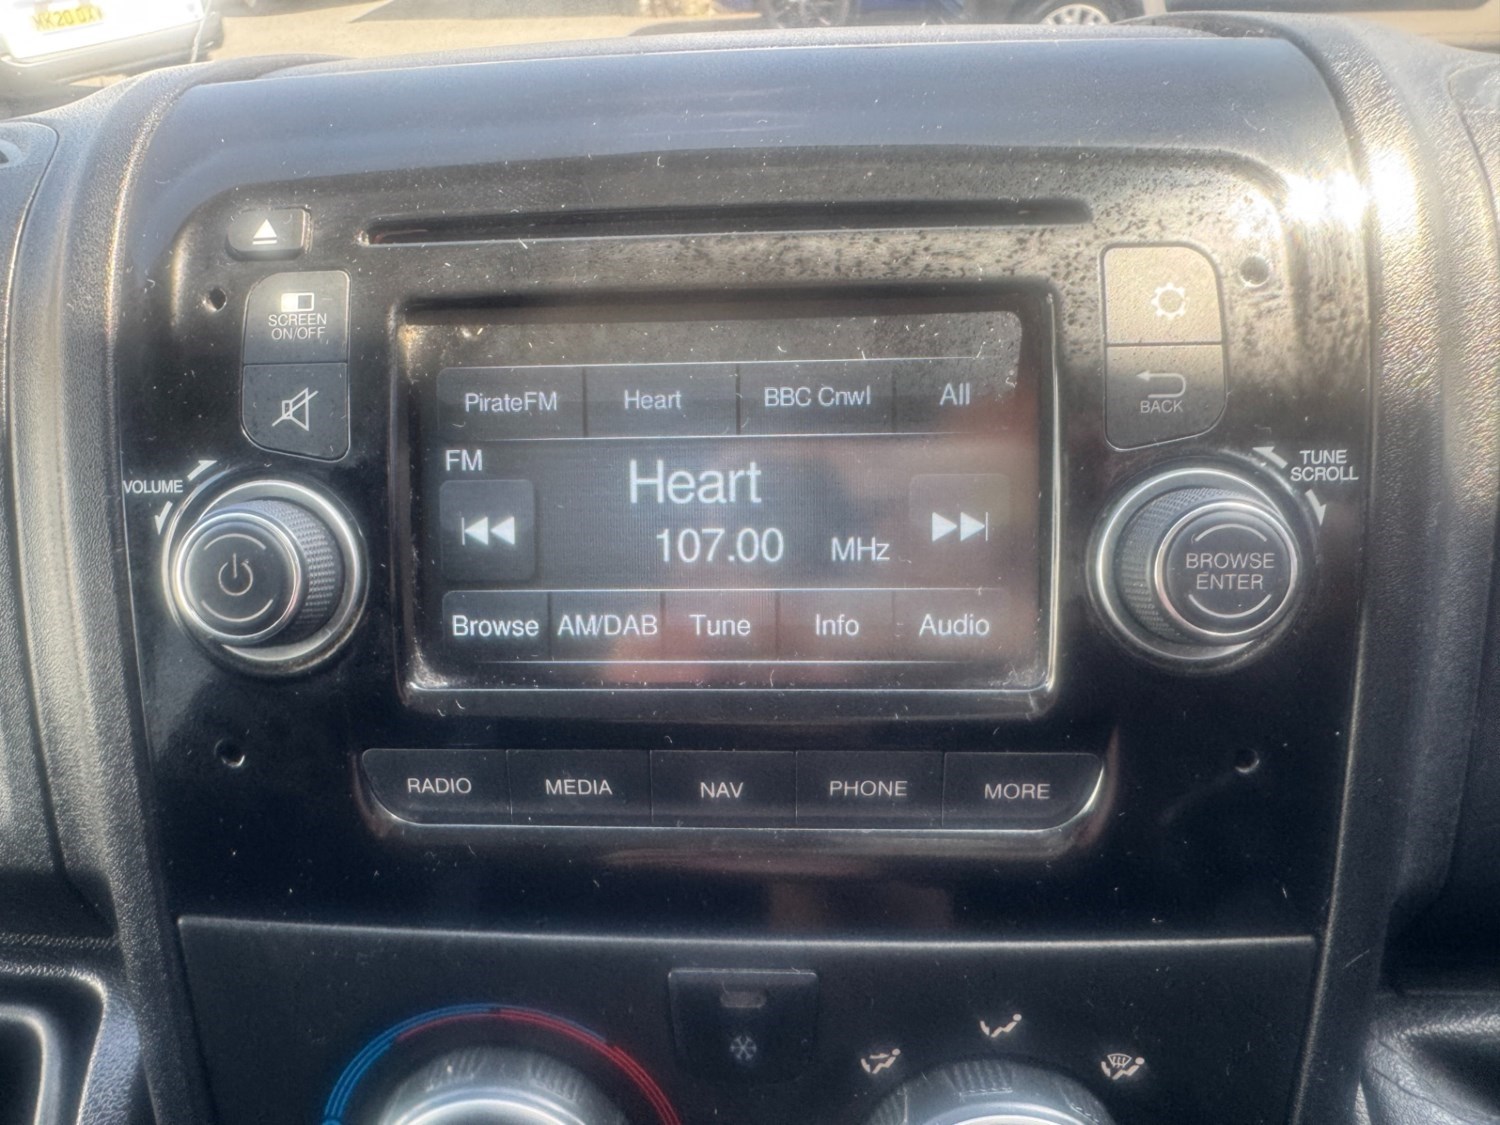 SCREEN
ON/OFF
VOLUME
PirateFM
Heart
BBC Cnwl
All
FM
Heart
107.00 MHz
Browse
AM/DAB
Tune
Info
Audio
BACK
TUNE
SCROLL
BROWSE
ENTER
RADIO
MEDIA
NAV
PHONE
MORE